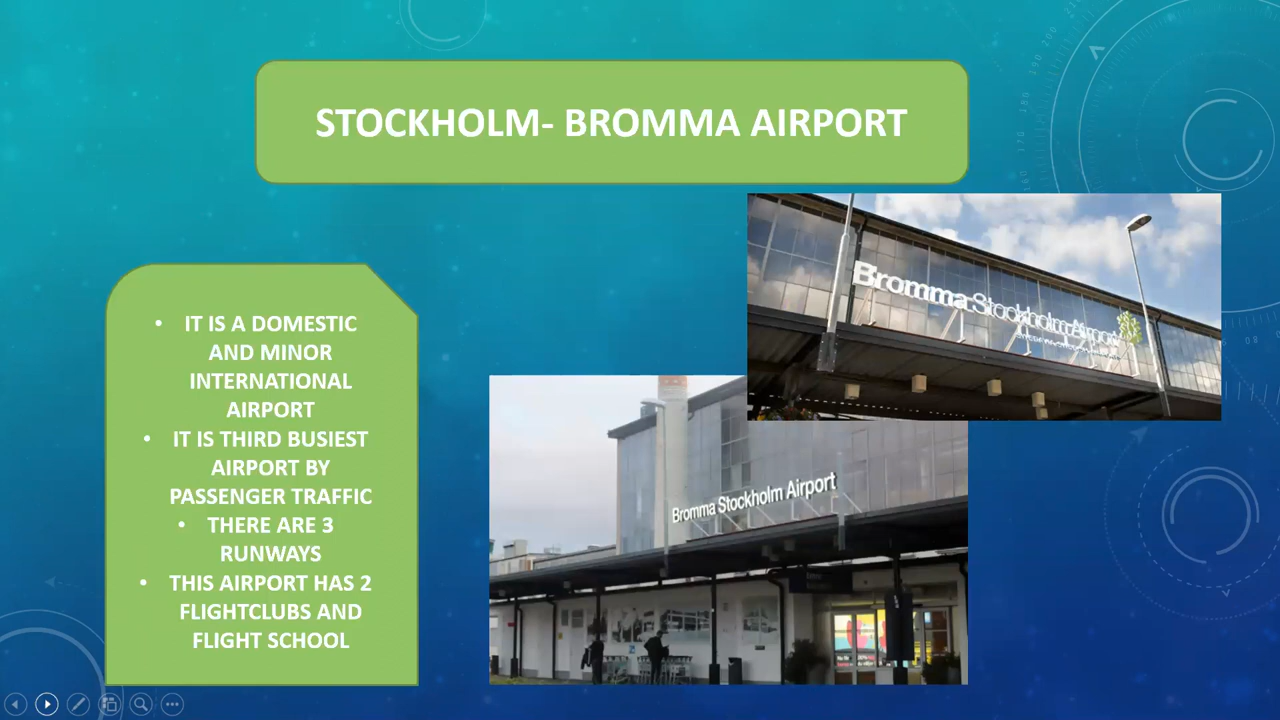 STOCKHOLM- BROMMA AIRPORT
• IT IS A DOMESTIC
AND MINOR
INTERNATIONAL
AIRPORT
• IT IS THIRD BUSIEST
AIRPORT BY
PASSENGER TRAFFIC
• THERE ARE 3
RUNWAYS
• THIS AIRPORT HAS 2
FLIGHTCLUBS AND
FLIGHT SCHOOL
Bromma Stockholm Airport
Bromma Stockholm Airport